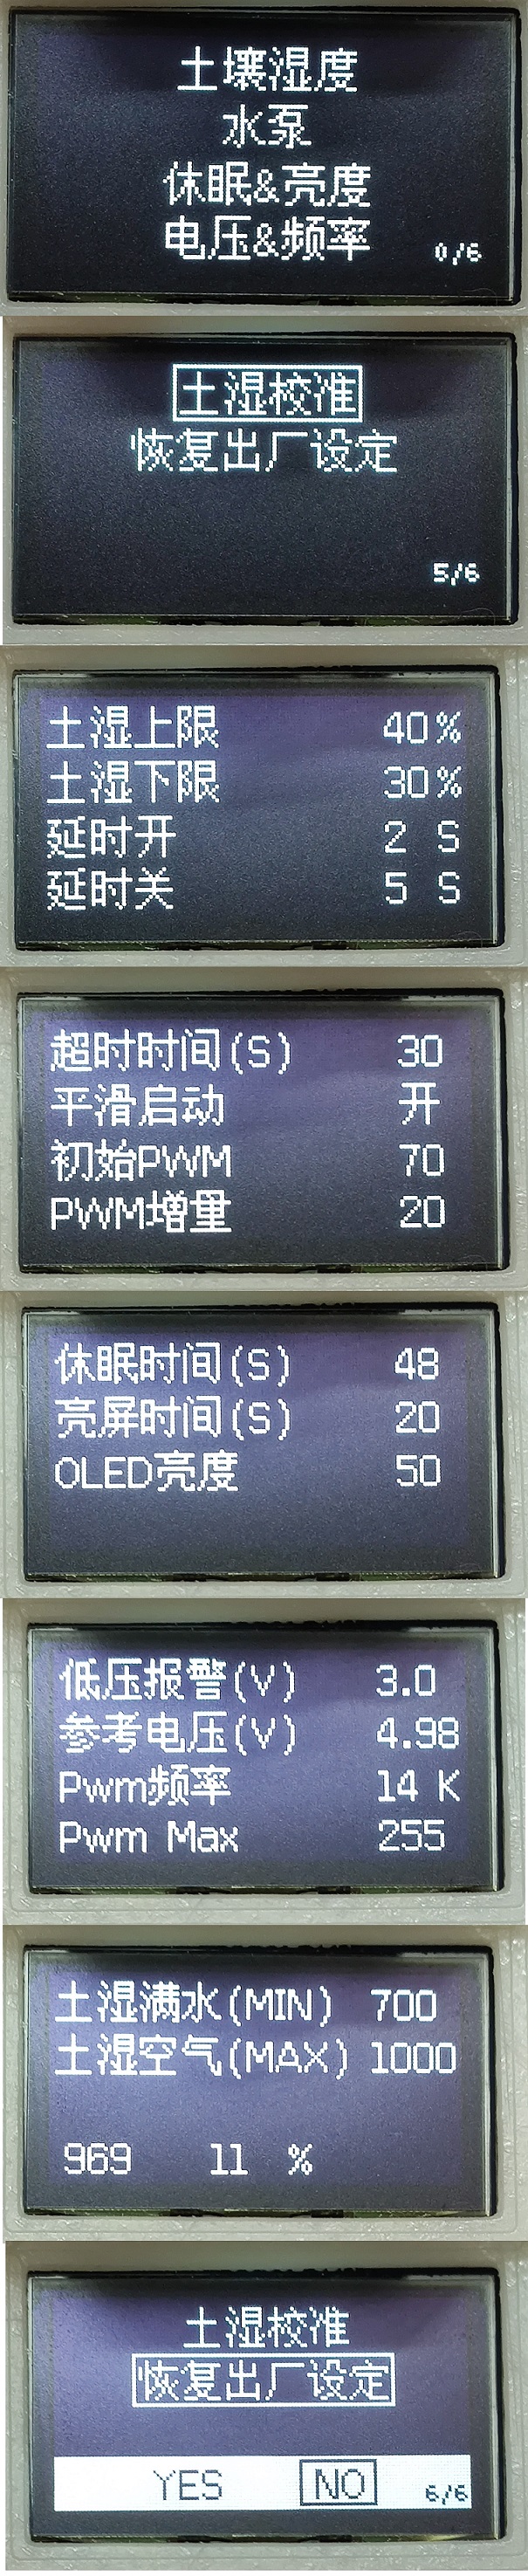 土壤湿度
水泵
休眠&亮度
电压&频率
0/6
土湿校准
恢复出厂设定
5/6
土湿上限 40%
土湿下限 30%
延时开 2 S
延时关 5 S
超时时间(S) 30
平滑启动 开
初始PWM 70
PWM增量 20
休眠时间(S) 48
亮屏时间(S) 20
OLED亮度 50
低压报警(V) 3.0
参考电压(V) 4.98
Pwm频率 14 K
Pwm Max 255
土湿满水(MIN) 700
土湿空气(MAX) 1000
969 11 %
土湿校准
恢复出厂设定
YES NO 6/6